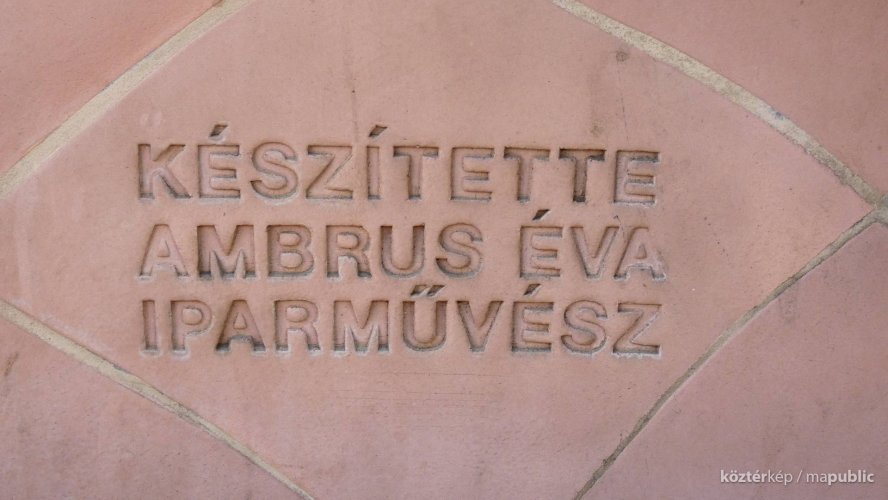 KÉSZÍTETTE
AMBRUS ÉVA
IPARMŰVÉSZ
köztérkép / mapublic